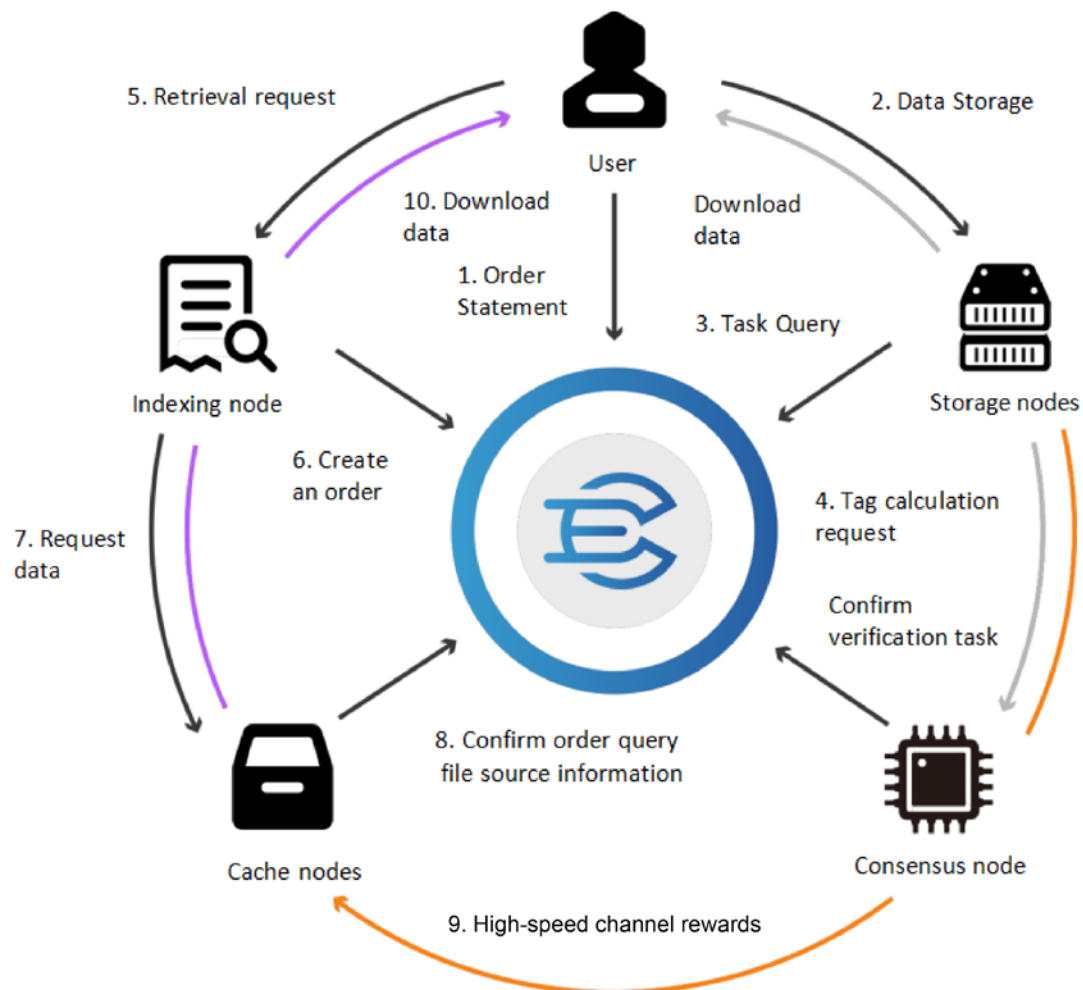 5. Retrieval request
2. Data Storage
User
10. Download
data
Download
data
1. Order
Statement
3. Task Query
Indexing node
Storage nodes
6. Create
an order
4. Tag calculation
request
7. Request
data
Confirm
verification task
8. Confirm order query
file source information
Cache nodes
Consensus node
9. High-speed channel rewards